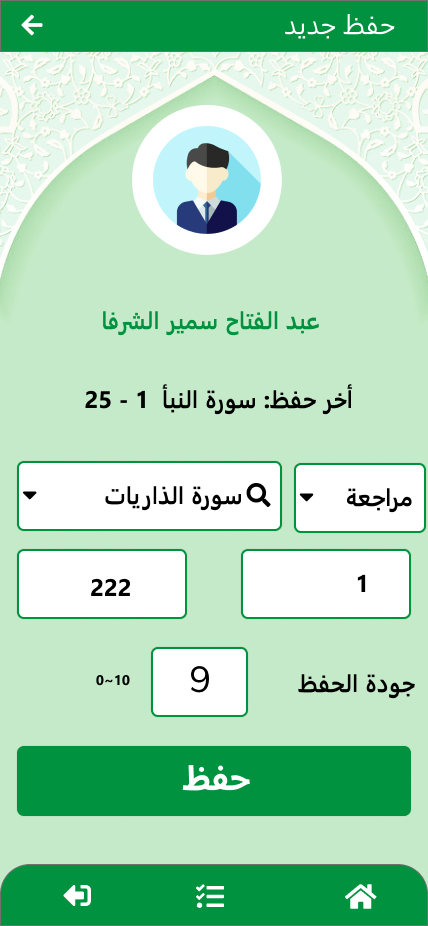 حفظ جديد
عبد الفتاح سمير الشرفا
أخر حفظ: سورة النبأ 1 - 25
مراجعة سورة الذاريات
1 222
جودة الحفظ 9 0~10
حفظ